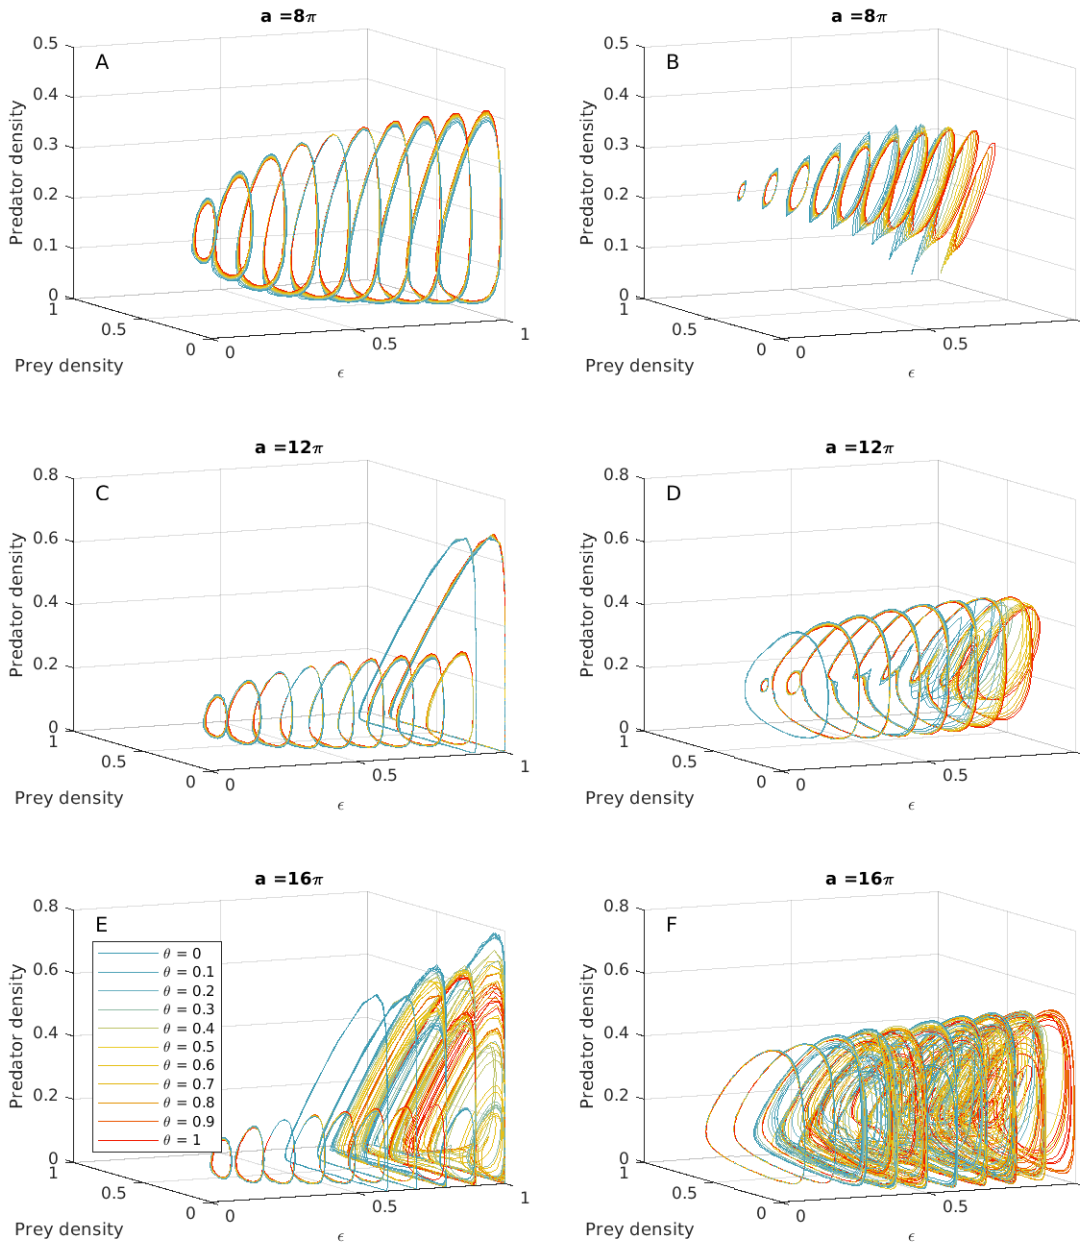 a =8π
A
0.5
0.4
0.3
0.2
0.1
0
Predator density
1
0.5
0
Prey density
0
0.5
1
ϵ
a =8π
B
0.5
0.4
0.3
0.2
0.1
0
Predator density
1
0.5
0
Prey density
0
0.5
ϵ
a =12π
C
0.8
0.6
0.4
0.2
0
Predator density
1
0.5
0
Prey density
0
0.5
1
ϵ
a =12π
D
0.8
0.6
0.4
0.2
0
Predator density
1
0.5
0
Prey density
0
0.5
ϵ
a =16π
E
0.8
0.6
0.4
0.2
0
Predator density
θ = 0
θ = 0.1
θ = 0.2
θ = 0.3
θ = 0.4
θ = 0.5
θ = 0.6
θ = 0.7
θ = 0.8
θ = 0.9
θ = 1
1
0.5
0
Prey density
0
0.5
1
ϵ
a =16π
F
0.8
0.6
0.4
0.2
0
Predator density
1
0.5
0
Prey density
0
0.5
ϵ